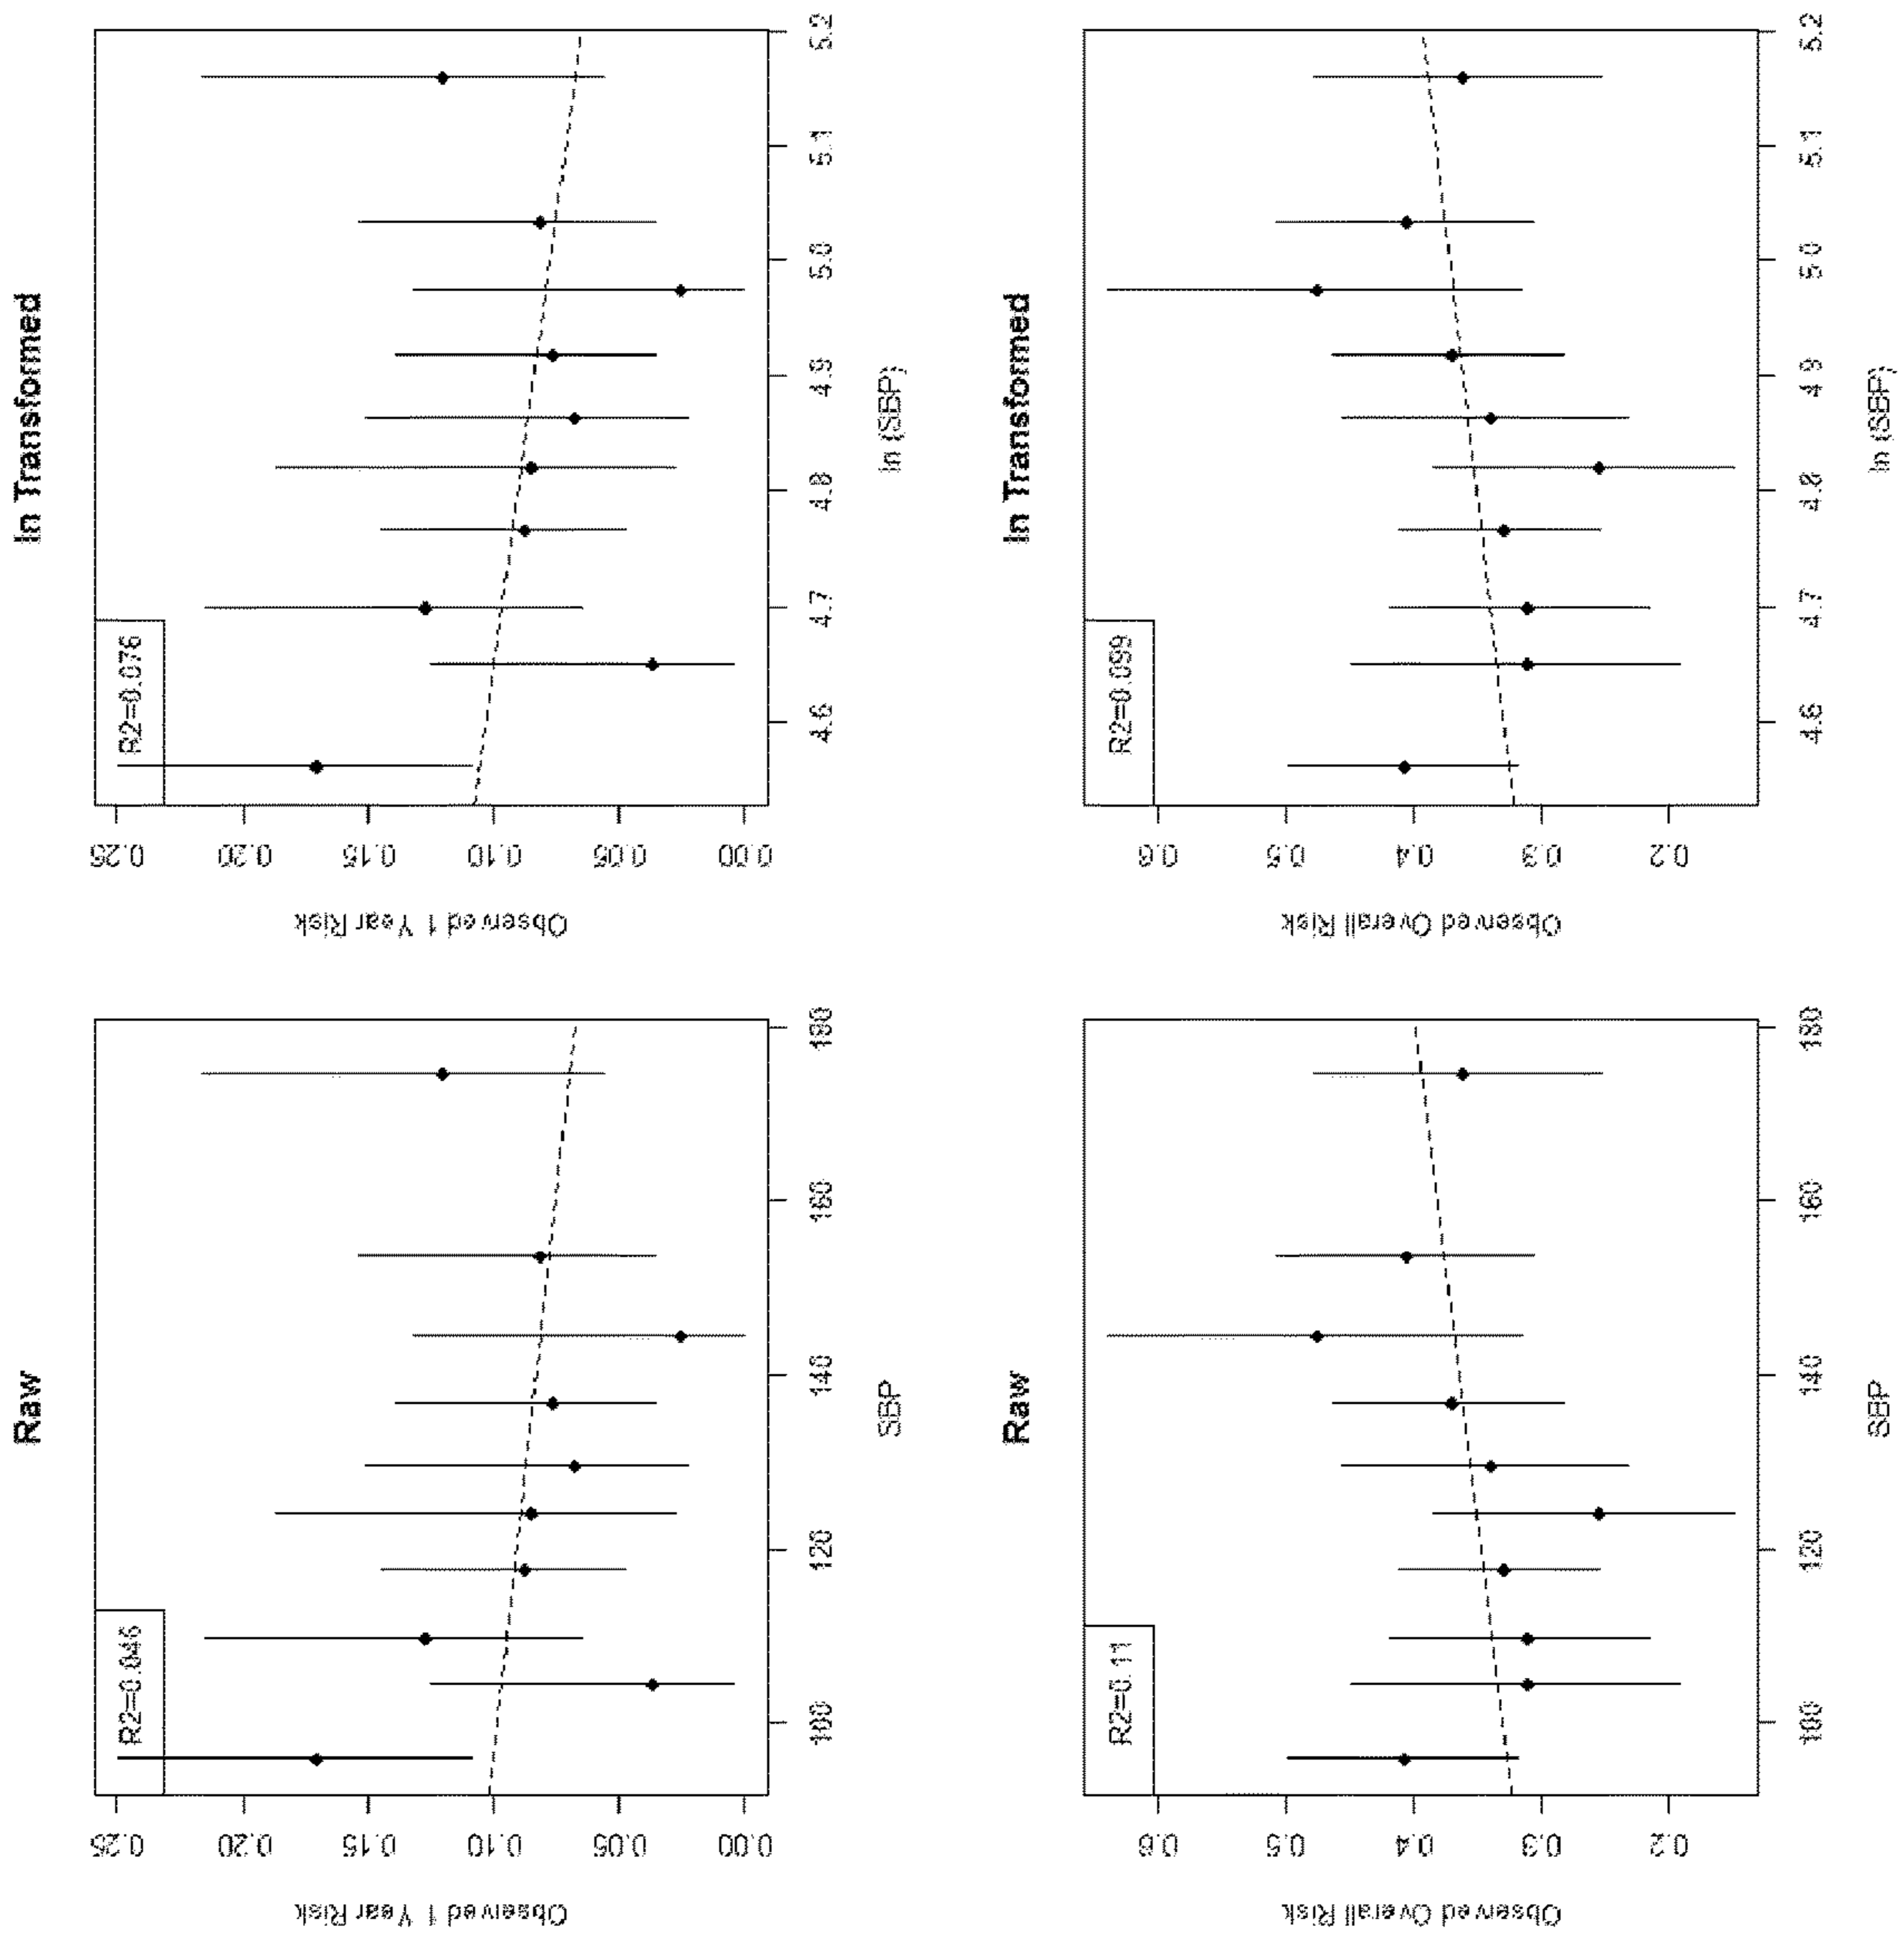 Raw
R2=0.046
Observed 1 Year Risk
0.25
0.20
0.15
0.10
0.05
0.00
100 120 140 160 180
SBP
ln Transformed
R2=0.076
Observed 1 Year Risk
0.25
0.20
0.15
0.10
0.05
0.00
4.6 4.7 4.8 4.9 5.0 5.1 5.2
ln (SBP)
Raw
R2=0.11
Observed Overall Risk
0.6
0.5
0.4
0.3
0.2
100 120 140 160 180
SBP
ln Transformed
R2=0.099
Observed Overall Risk
0.6
0.5
0.4
0.3
0.2
4.6 4.7 4.8 4.9 5.0 5.1 5.2
ln (SBP)